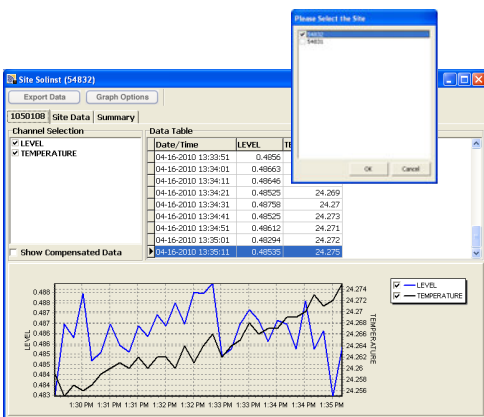 Please Select the Site
54832
54831
OK Cancel
Site Solinst (54832)
Export Data Graph Options
1050108 Site Data Summary
Channel Selection
LEVEL
TEMPERATURE
Show Compensated Data
Data Table
Date/Time LEVEL TE
04-16-2010 13:33:51 0.4856
04-16-2010 13:34:01 0.48663
04-16-2010 13:34:11 0.48646
04-16-2010 13:34:21 0.48525 24.269
04-16-2010 13:34:31 0.48758 24.27
04-16-2010 13:34:41 0.48525 24.273
04-16-2010 13:34:51 0.48612 24.271
04-16-2010 13:35:01 0.48294 24.272
04-16-2010 13:35:11 0.48535 24.275
LEVEL
0.488
0.488
0.487
0.487
0.486
0.486
0.485
0.485
0.484
0.484
0.483
24.274
24.272
24.27
24.268
24.266
24.264
24.262
24.26
24.258
24.256
TEMPERATURE
1:30 PM 1:31 PM 1:31 PM 1:32 PM 1:32 PM 1:33 PM 1:33 PM 1:34 PM 1:34 PM 1:35 PM
LEVEL
TEMPERATURE